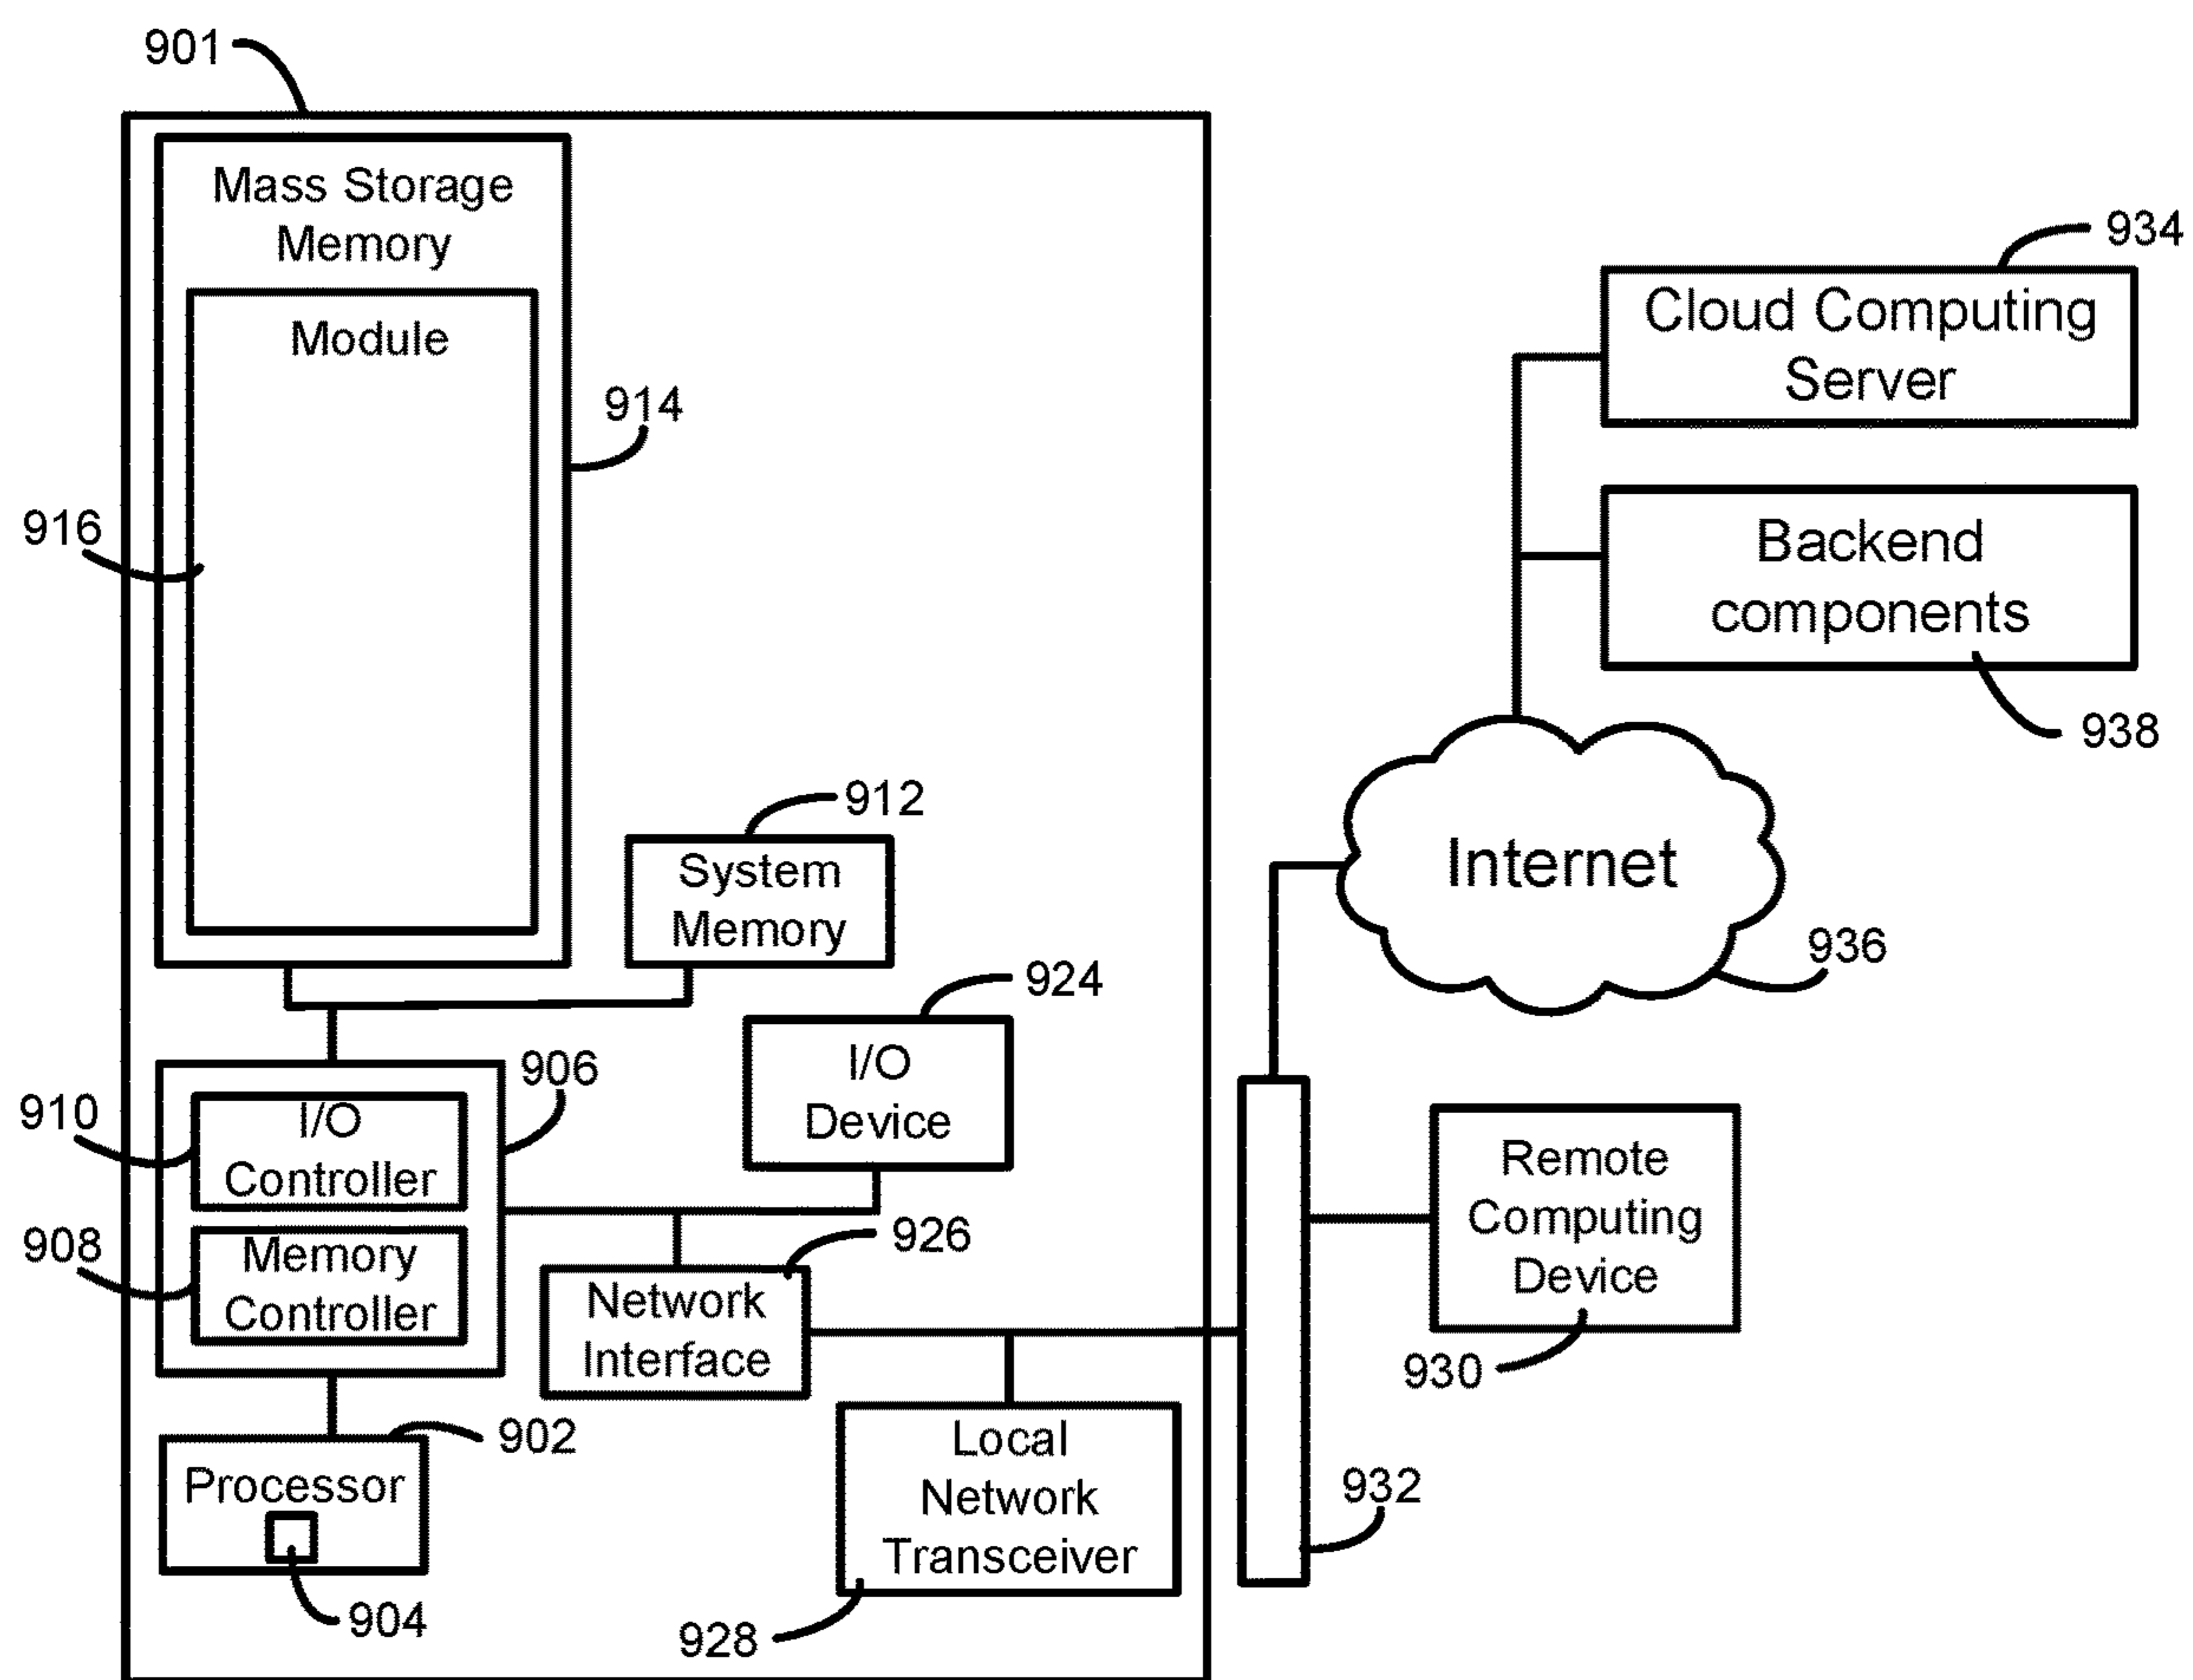 901
Mass Storage
Memory
Module
914
916
912
System
Memory
924
I/O
Device
906
910
I/O
Controller
908
Memory
Controller
926
Network
Interface
902
Processor
904
Local
Network
Transceiver
928
934
Cloud Computing
Server
Backend
components
938
Internet
936
Remote
Computing
Device
930
932